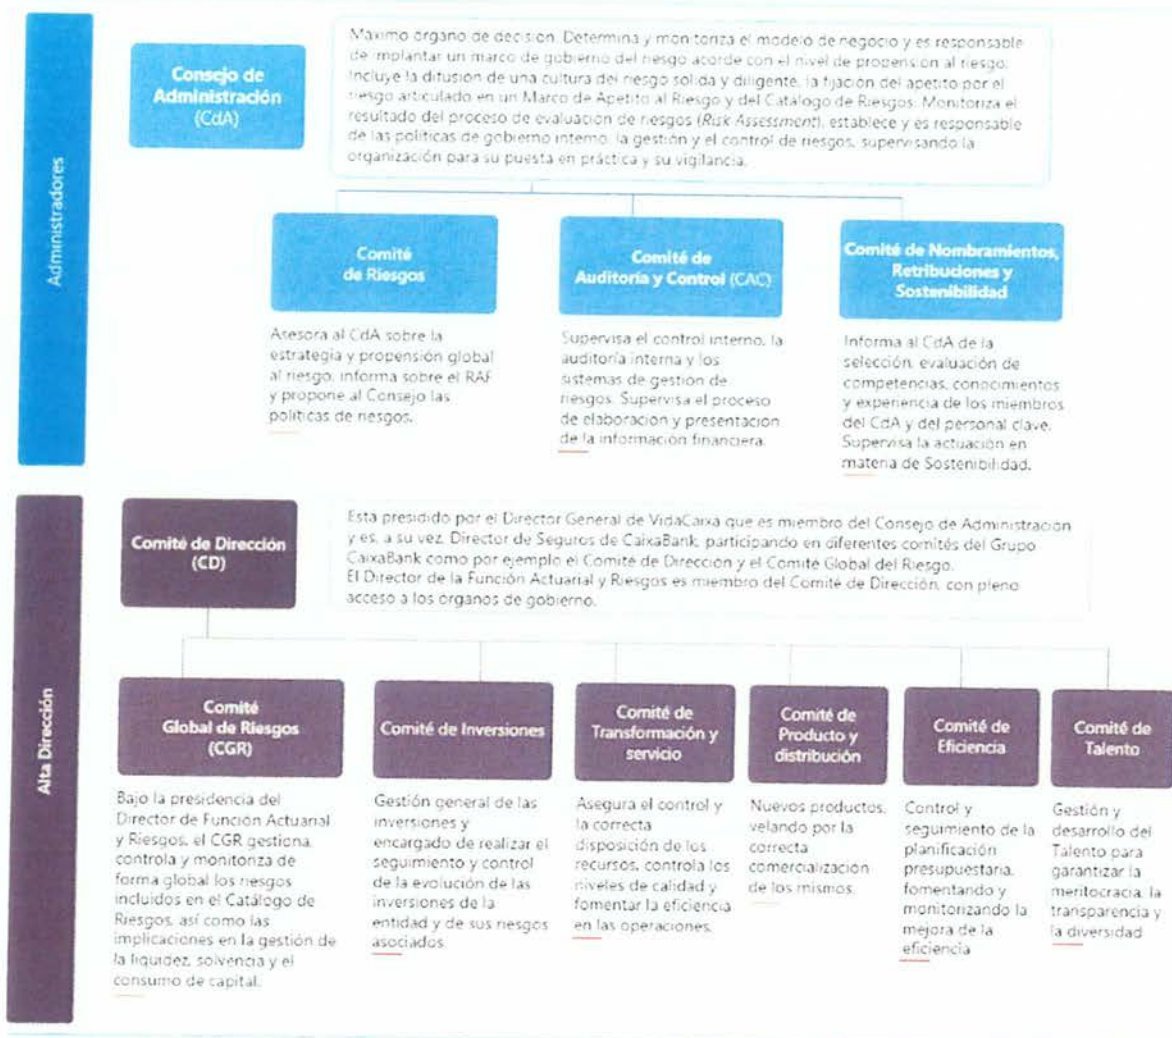 Administradores
Consejo de
Administración
(CdA)
Máximo órgano de decisión. Determina y monitoriza el modelo de negocio y es responsable
de implantar un marco de gobierno del riesgo acorde con el nivel de propensión al riesgo.
Incluye la difusión de una cultura del riesgo sólida y diligente, la fijación del apetito por el
riesgo articulado en un Marco de Apetito al Riesgo y del Catálogo de Riesgos. Monitoriza el
resultado del proceso de evaluación de riesgos (Risk Assessment), establece y es responsable
de las políticas de gobierno interno, la gestión y el control de riesgos, supervisando la
organización para su puesta en práctica y su vigilancia.
Comité
de Riesgos
Asesora al CdA sobre la
estrategia y propensión global
al riesgo, informa sobre el RAF
y propone al Consejo las
políticas de riesgos.
Comité de
Auditoría y Control (CAC)
Supervisa el control interno, la
auditoría interna y los
sistemas de gestión de
riesgos. Supervisa el proceso
de elaboración y presentación
de la información financiera.
Comité de Nombramientos,
Retribuciones y
Sostenibilidad
Informa al CdA de la
selección, evaluación de
competencias, conocimientos
y experiencia de los miembros
del CdA y del personal clave.
Supervisa la actuación en
materia de Sostenibilidad.
Alta Dirección
Comité de Dirección
(CD)
Está presidido por el Director General de VidaCaixa que es miembro del Consejo de Administración
y es, a su vez, Director de Seguros de CaixaBank, participando en diferentes comités del Grupo
CaixaBank como por ejemplo el Comité de Dirección y el Comité Global del Riesgo.
El Director de la Función Actuarial y Riesgos es miembro del Comité de Dirección, con pleno
acceso a los órganos de gobierno.
Comité
Global de Riesgos
(CGR)
Bajo la presidencia del
Director de Función Actuarial
y Riesgos, el CGR gestiona,
controla y monitoriza de
forma global los riesgos
incluidos en el Catálogo de
Riesgos, así como las
implicaciones en la gestión de
la liquidez, solvencia y el
consumo de capital.
Comité de Inversiones
Gestión general de las
inversiones y
encargado de realizar el
seguimiento y control
de la evolución de las
inversiones de la
entidad y de sus riesgos
asociados
Comité de
Transformación y
servicio
Asegura el control y
la correcta
disposición de los
recursos, controla los
niveles de calidad y
fomentar la eficiencia
en las operaciones.
Comité de
Producto y
distribución
Nuevos productos,
velando por la
correcta
comercialización
de los mismos
Comité de
Eficiencia
Control y
seguimiento de la
planificación
presupuestaria,
fomentando y
monitorizando la
mejora de la
eficiencia
Comité de
Talento
Gestión y
desarrollo del
Talento para
garantizar la
meritocracia, la
transparencia y
la diversidad